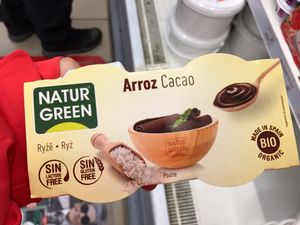 Arroz Cacao
NATUR
GREEN
Ryžě • Ryż
SIN
LACTOSE
FREE
SIN
GLUTEN
FREE
NATUR
GREEN
Postre
MADE IN SPAIN
BIO
ORGANIC